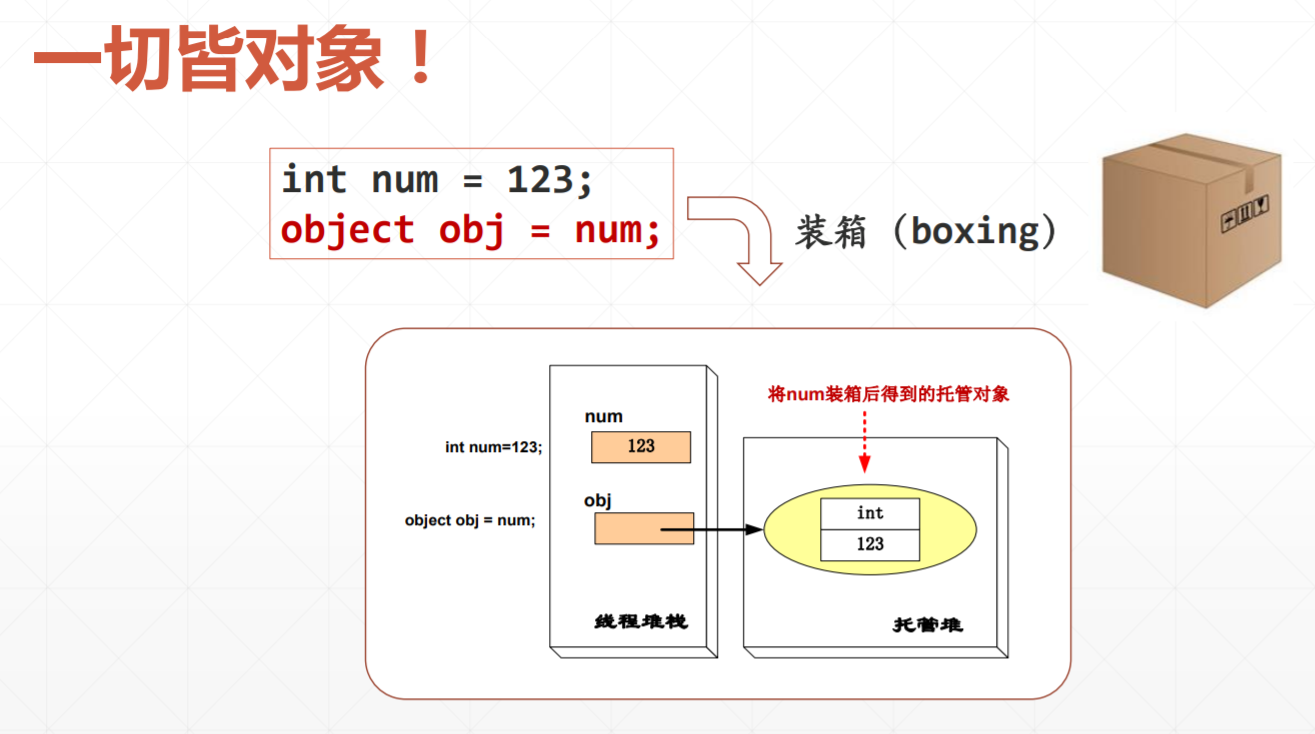 一切皆对象！
int num = 123;
object obj = num;
装箱（boxing）
将num装箱后得到的托管对象
num
int num=123;
123
obj
object obj = num;
int
123
线程堆栈
托管堆